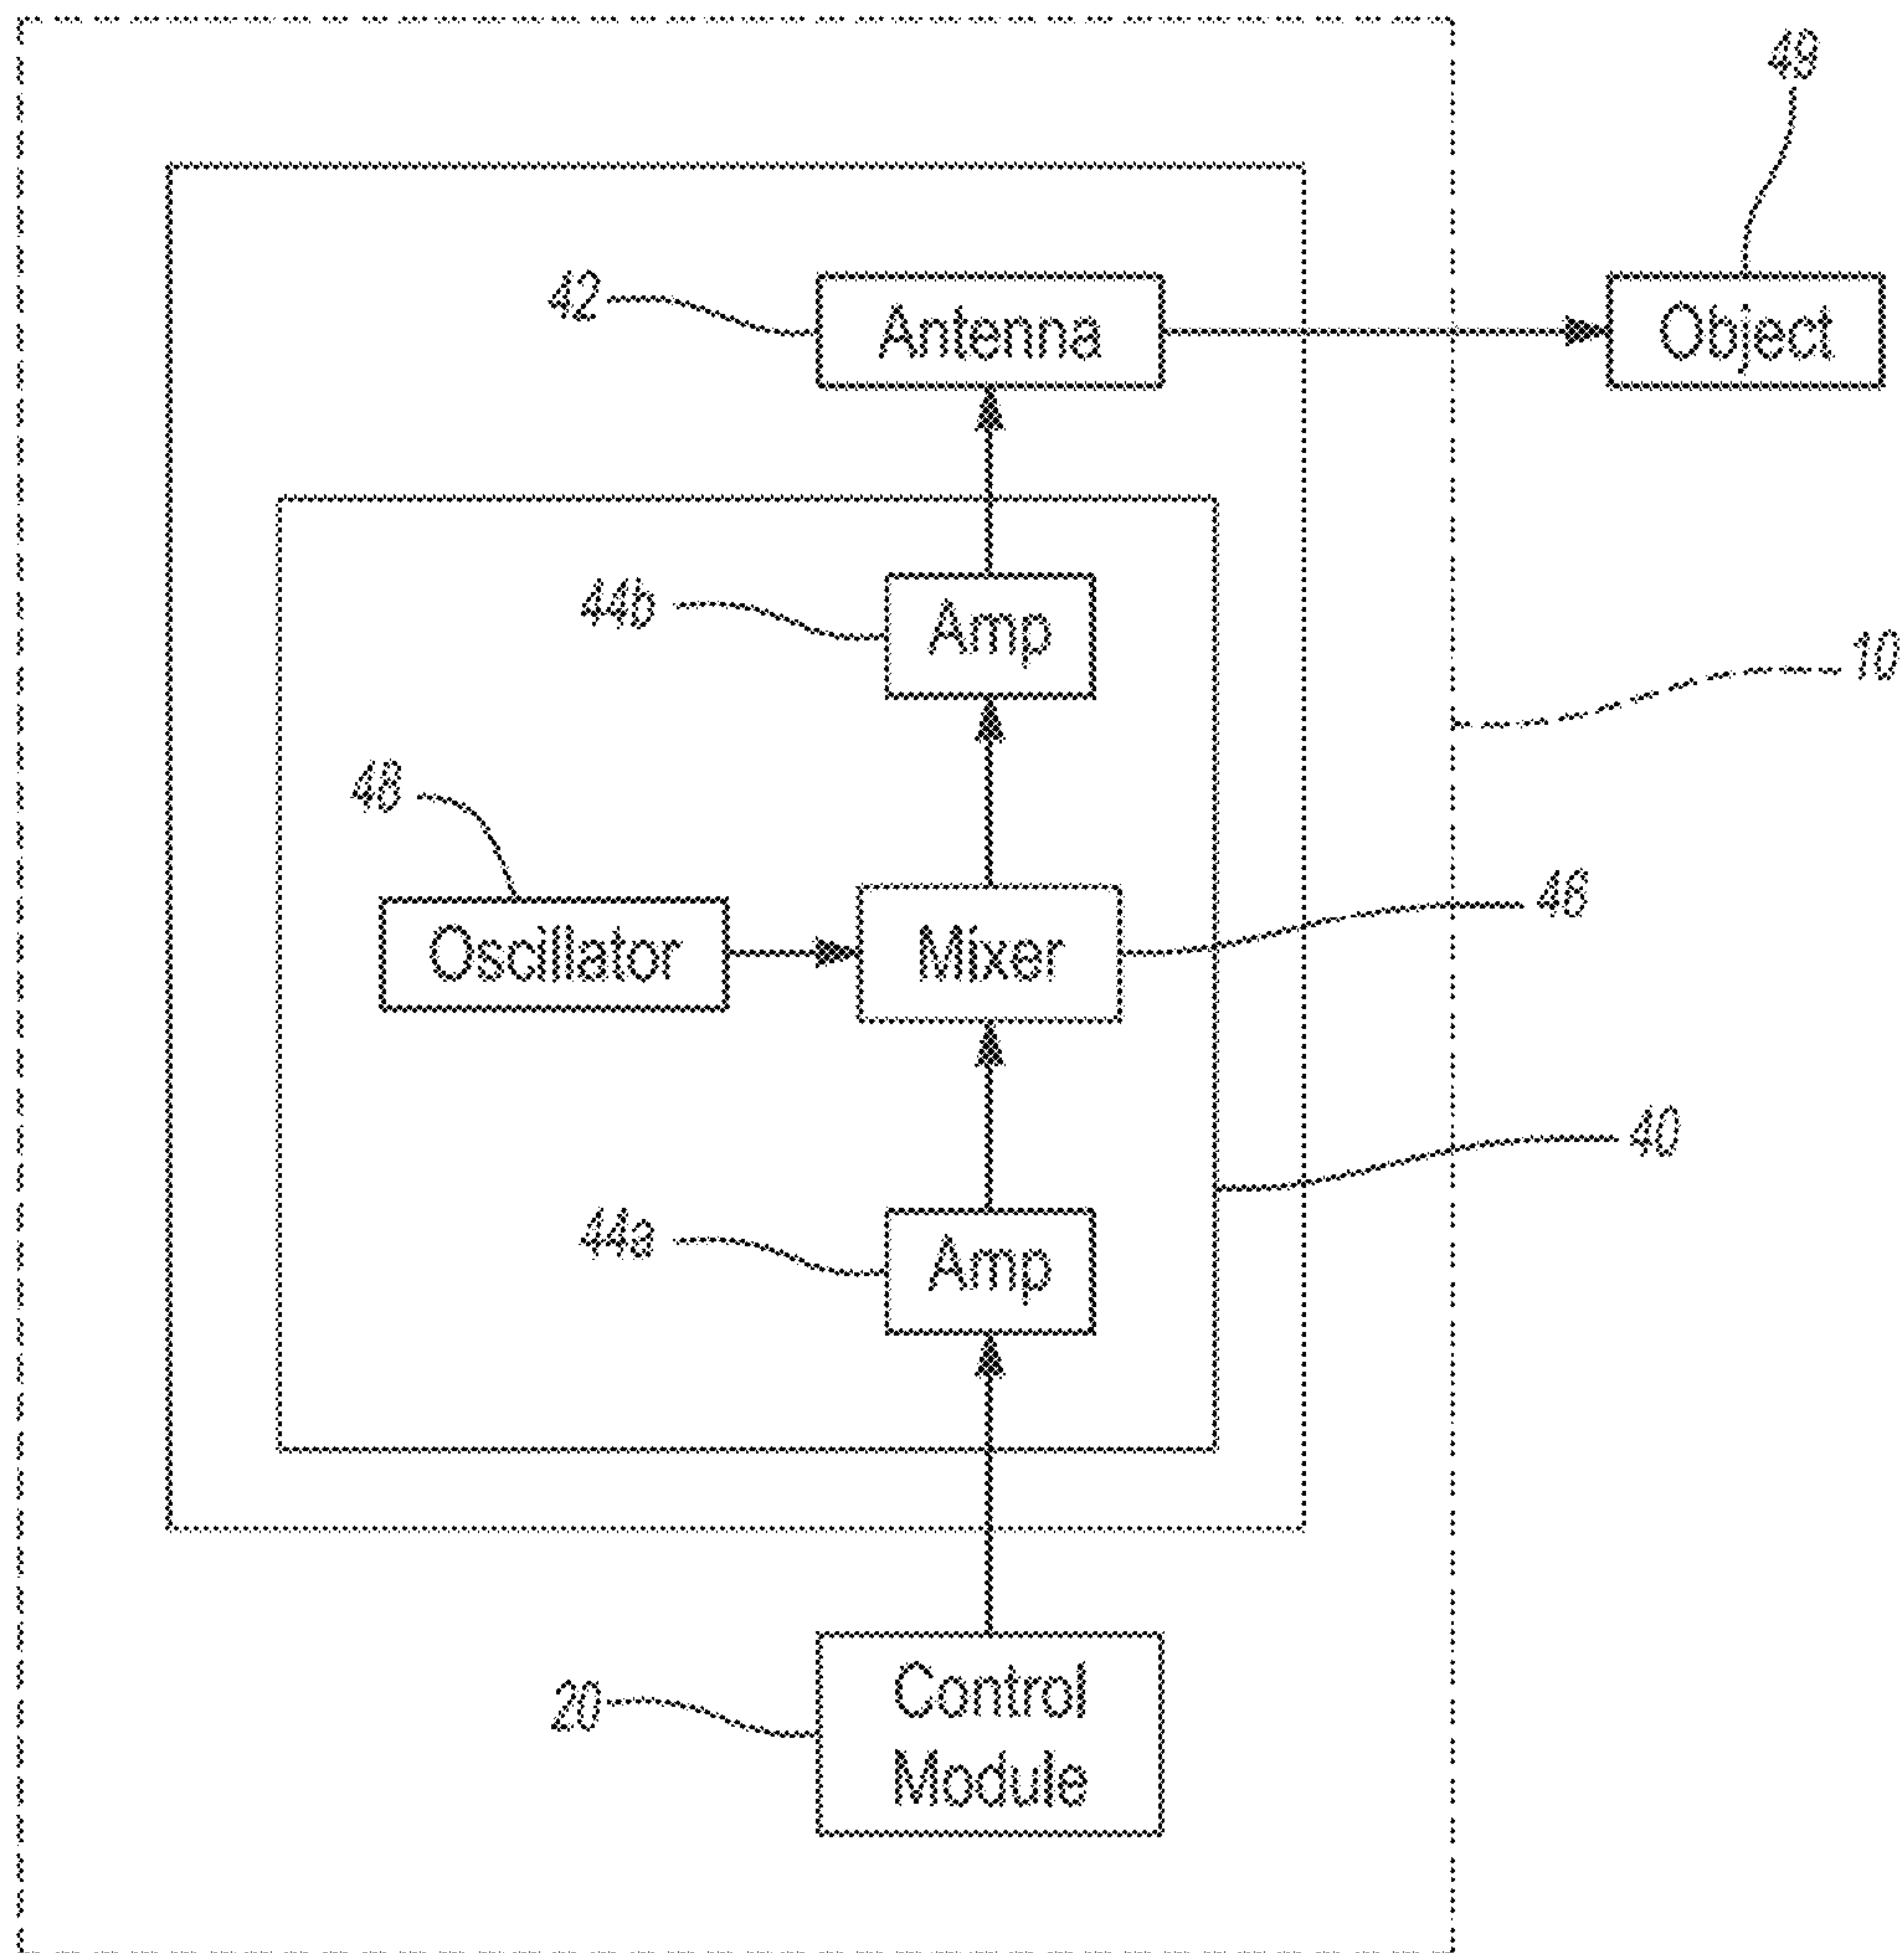 49
42
Antenna
Object
44b
Amp
10
48
46
Oscillator
Mixer
40
44a
Amp
20
Control
Module